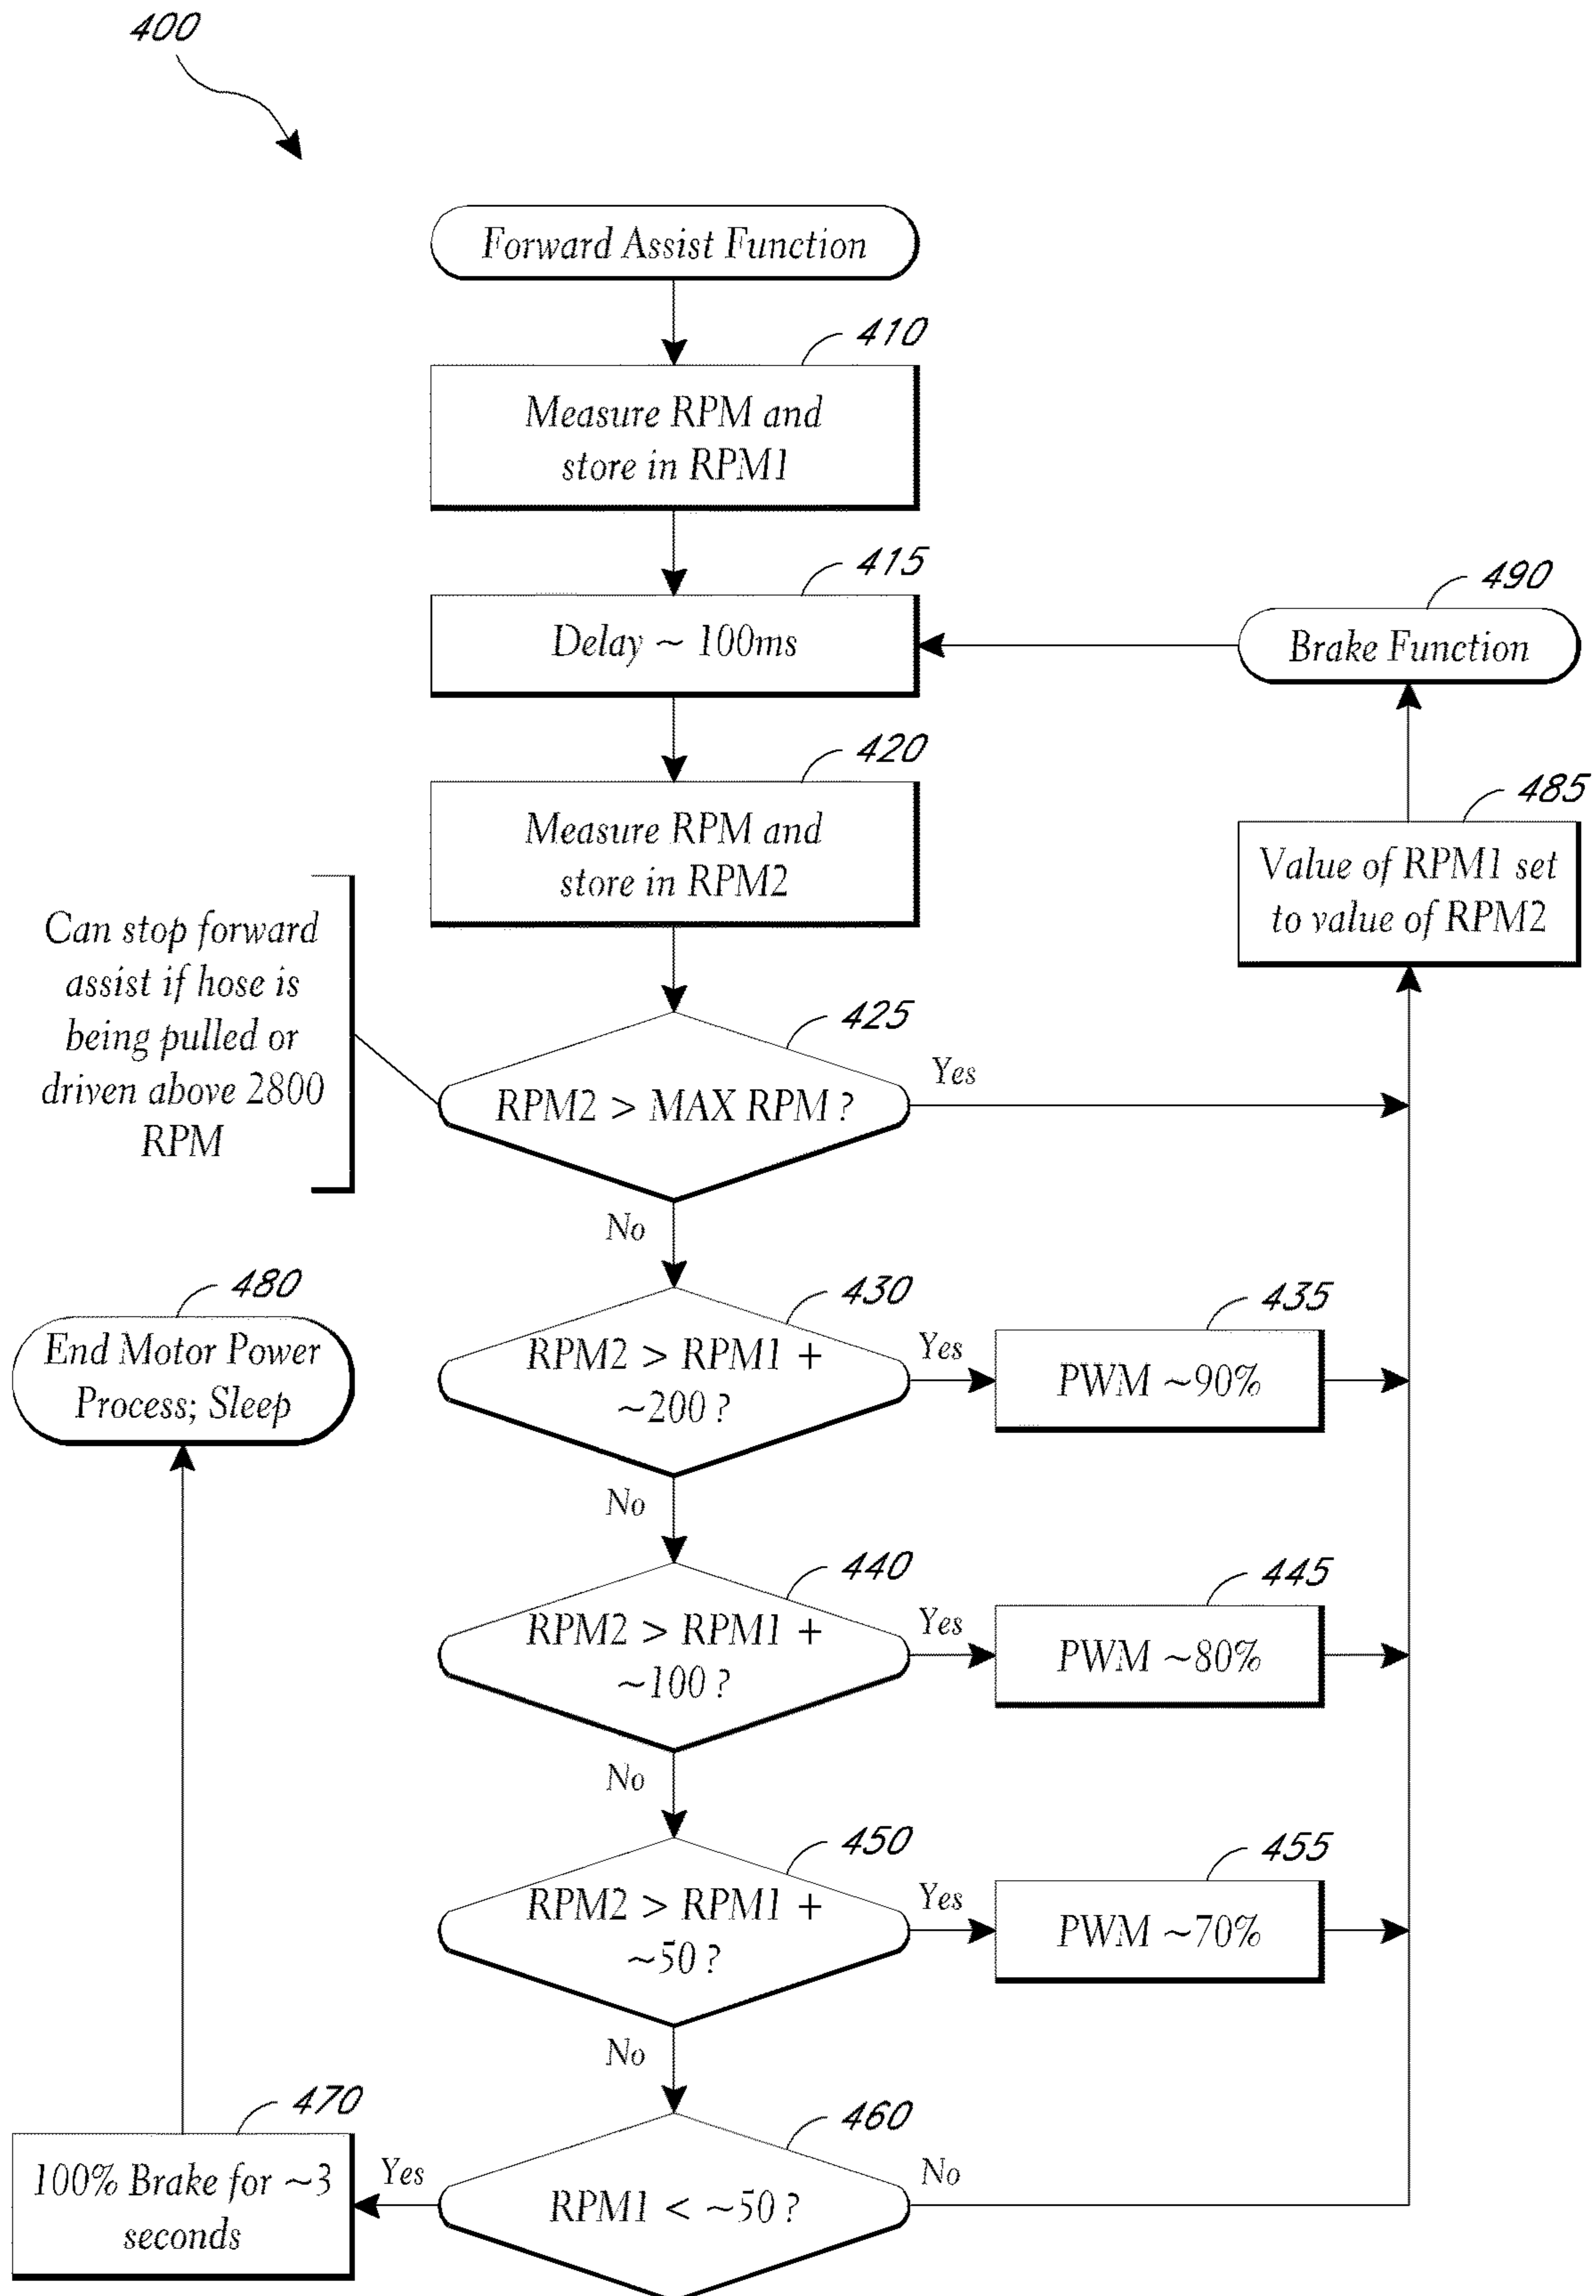 400
Forward Assist Function
410
Measure RPM and
store in RPM1
415
Delay ~ 100ms
490
Brake Function
420
Measure RPM and
store in RPM2
485
Value of RPM1 set
to value of RPM2
Can stop forward
assist if hose is
being pulled or
driven above 2800
RPM
425
RPM2 > MAX RPM ?
Yes
No
480
End Motor Power
Process; Sleep
430
RPM2 > RPM1 +
~200 ?
Yes
435
PWM ~90%
No
440
RPM2 > RPM1 +
~100 ?
Yes
445
PWM ~80%
No
450
RPM2 > RPM1 +
~50 ?
Yes
455
PWM ~70%
No
470
100% Brake for ~3
seconds
Yes
460
RPM1 < ~50 ?
No